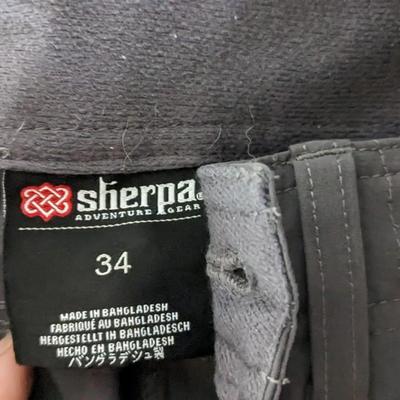 sherpa®
ADVENTURE GEAR
34
MADE IN BANGLADESH
FABRIQUÉ AU BANGLADESH
HERGESTELLT IN BANGLADESCH
HECHO EN BANGLADESH
バングラデシュ製